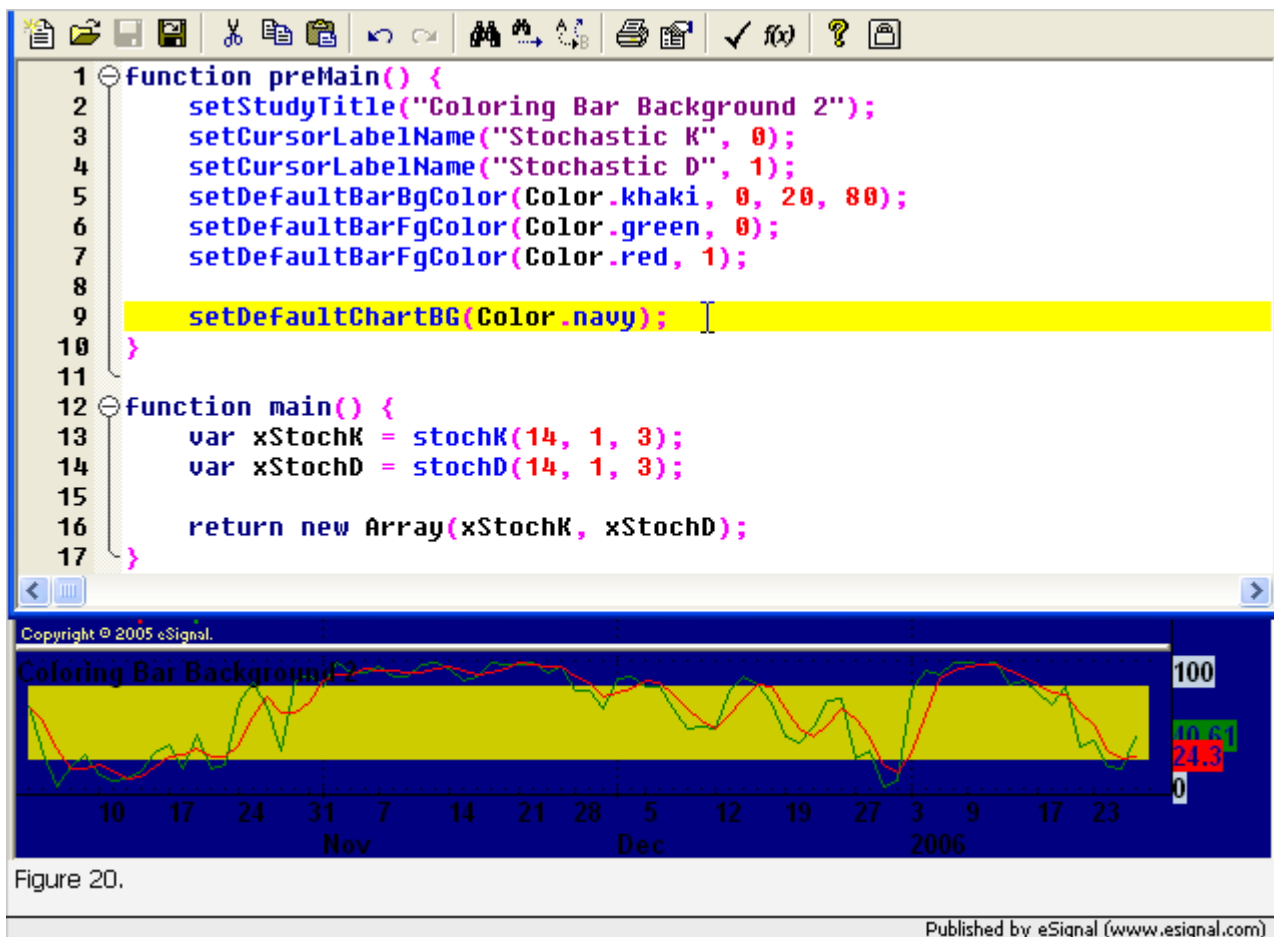 1 function preMain() {
2 setStudyTitle("Coloring Bar Background 2");
3 setCursorLabelName("Stochastic K", 0);
4 setCursorLabelName("Stochastic D", 1);
5 setDefaultBarBgColor(Color.khaki, 0, 20, 80);
6 setDefaultBarFgColor(Color.green, 0);
7 setDefaultBarFgColor(Color.red, 1);
8
9 setDefaultChartBG(Color.navy);
10 }
11
12 function main() {
13 var xStochK = stochK(14, 1, 3);
14 var xStochD = stochD(14, 1, 3);
15
16 return new Array(xStochK, xStochD);
17 }
Copyright © 2005 eSignal.
Coloring Bar Background 2
100
40.61
24.3
0
10 17 24 31 7 14 21 28 5 12 19 27 3 9 17 23
Nov Dec 2006
Figure 20.
Published by eSignal (www.esignal.com)